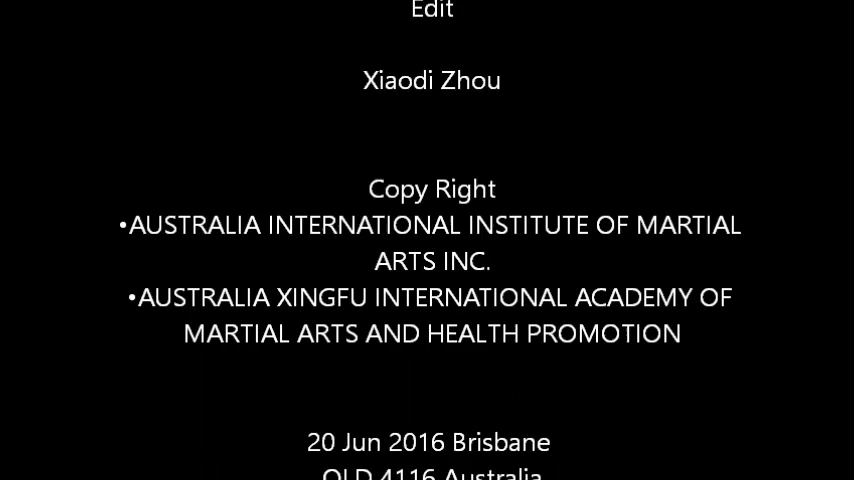 Edit
Xiaodi Zhou
Copy Right
•AUSTRALIA INTERNATIONAL INSTITUTE OF MARTIAL
ARTS INC.
•AUSTRALIA XINGFU INTERNATIONAL ACADEMY OF
MARTIAL ARTS AND HEALTH PROMOTION
20 Jun 2016 Brisbane
QLD 4116 Australia